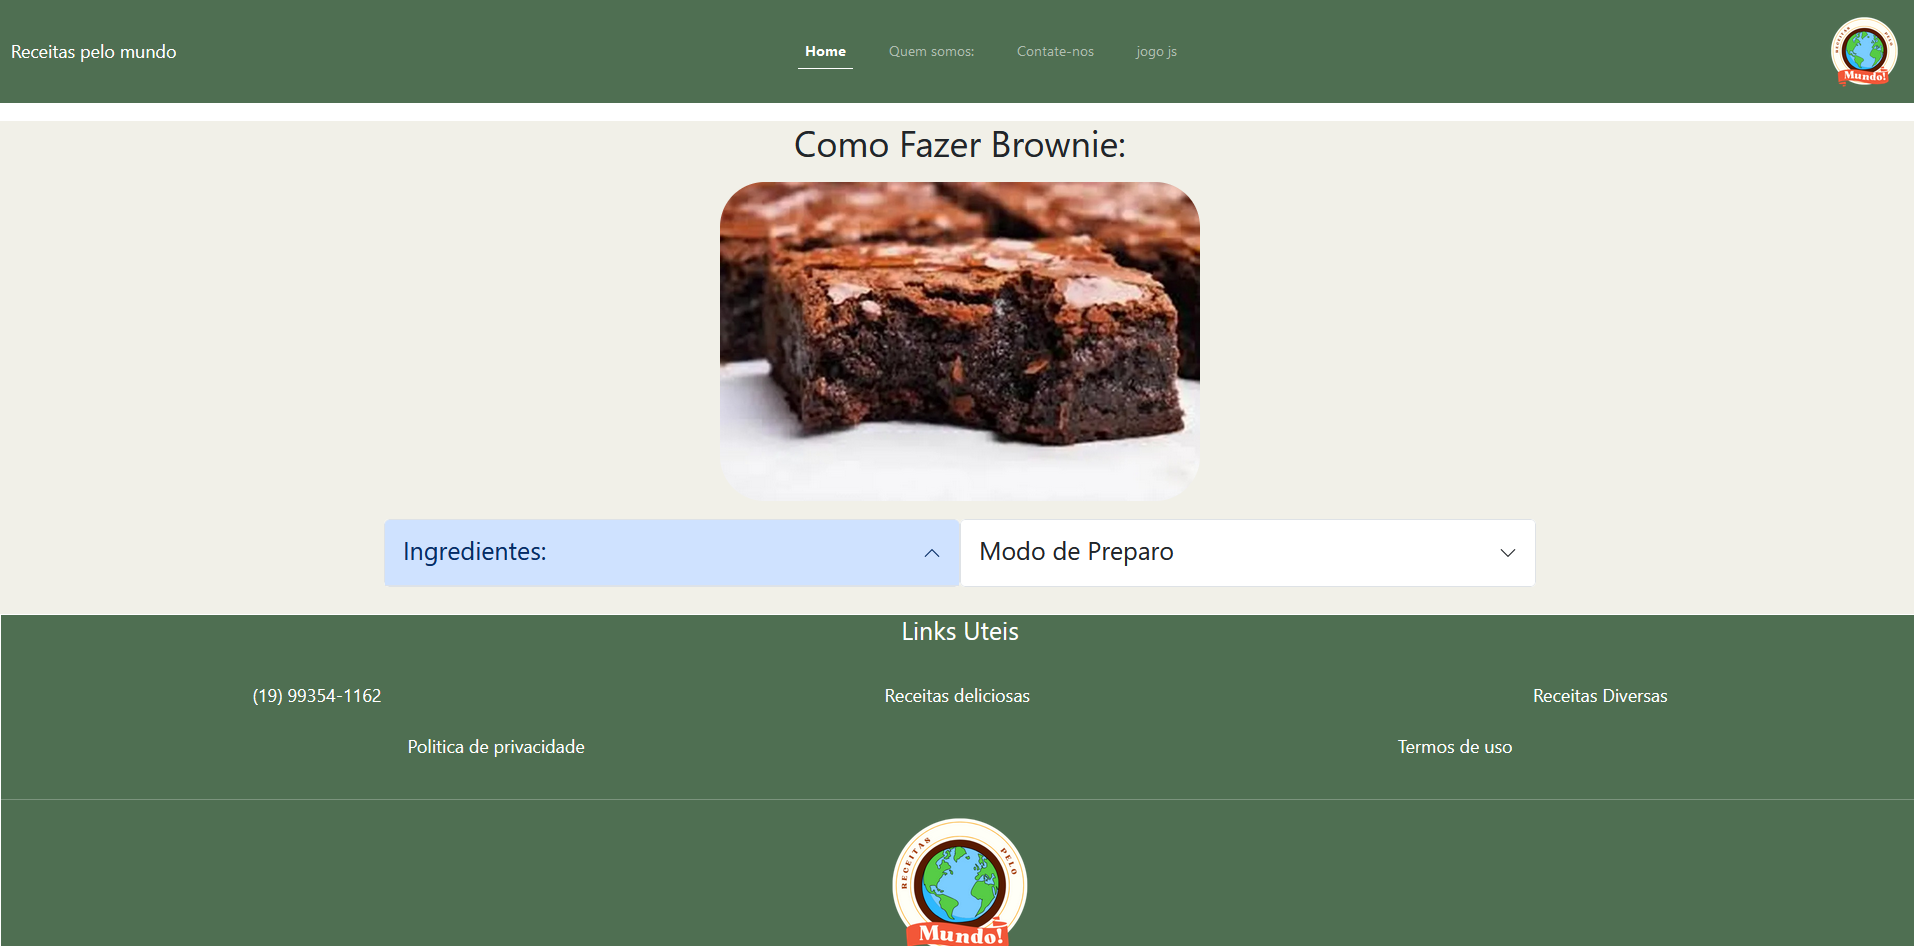 Receitas pelo mundo
Home
Quem somos:
Contate-nos
jogo js
RECEITAS PELO
Mundo!
Como Fazer Brownie:
Ingredientes:
Modo de Preparo
Links Uteis
(19) 99354-1162
Receitas deliciosas
Receitas Diversas
Politica de privacidade
Termos de uso
RECEITAS PELO
Mundo!